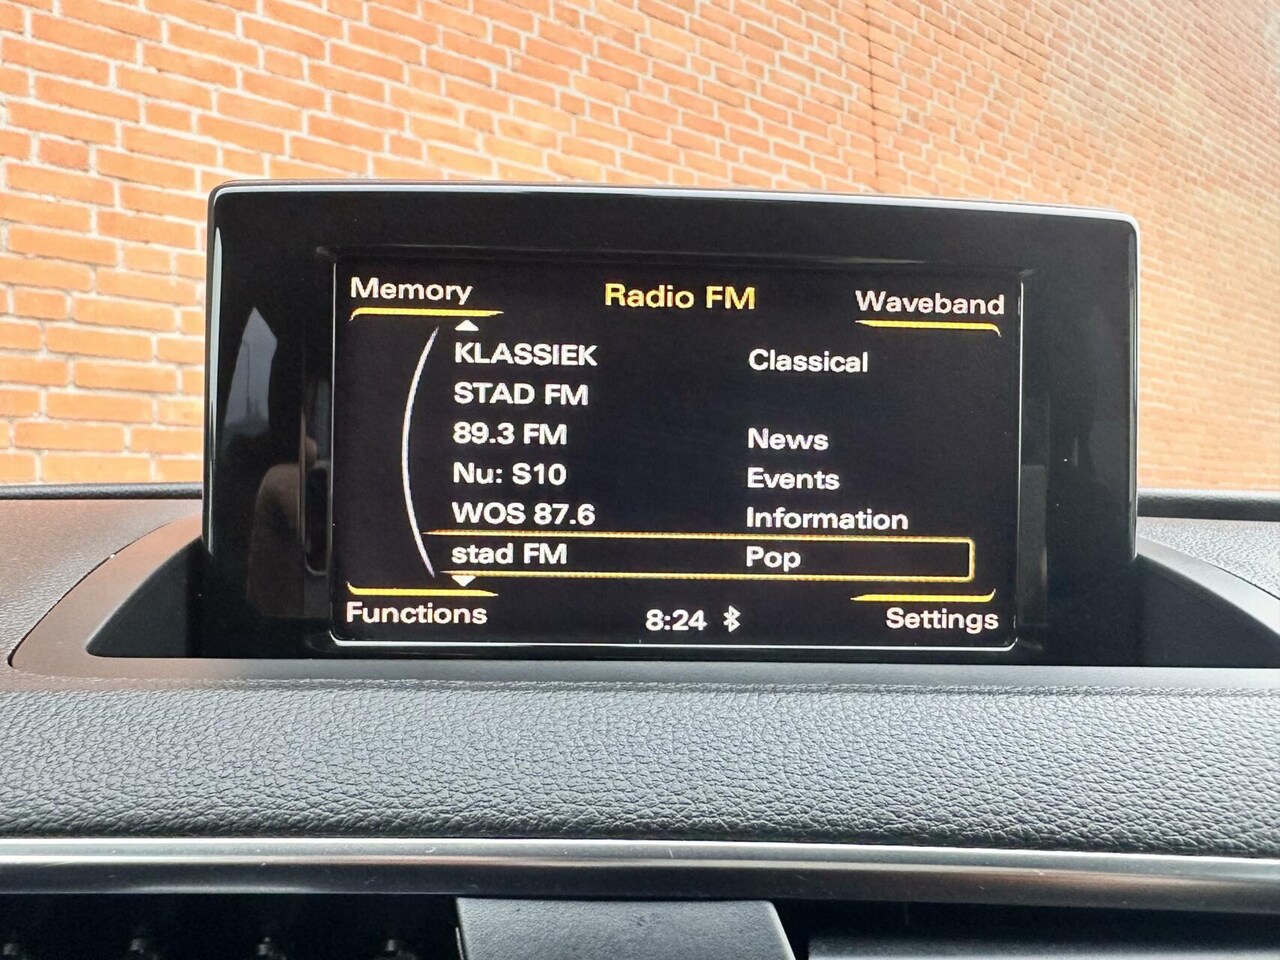 Memory Radio FM Waveband
KLASSIEK Classical
STAD FM
89.3 FM News
Nu: S10 Events
WOS 87.6 Information
stad FM Pop
Functions 8:24 Settings